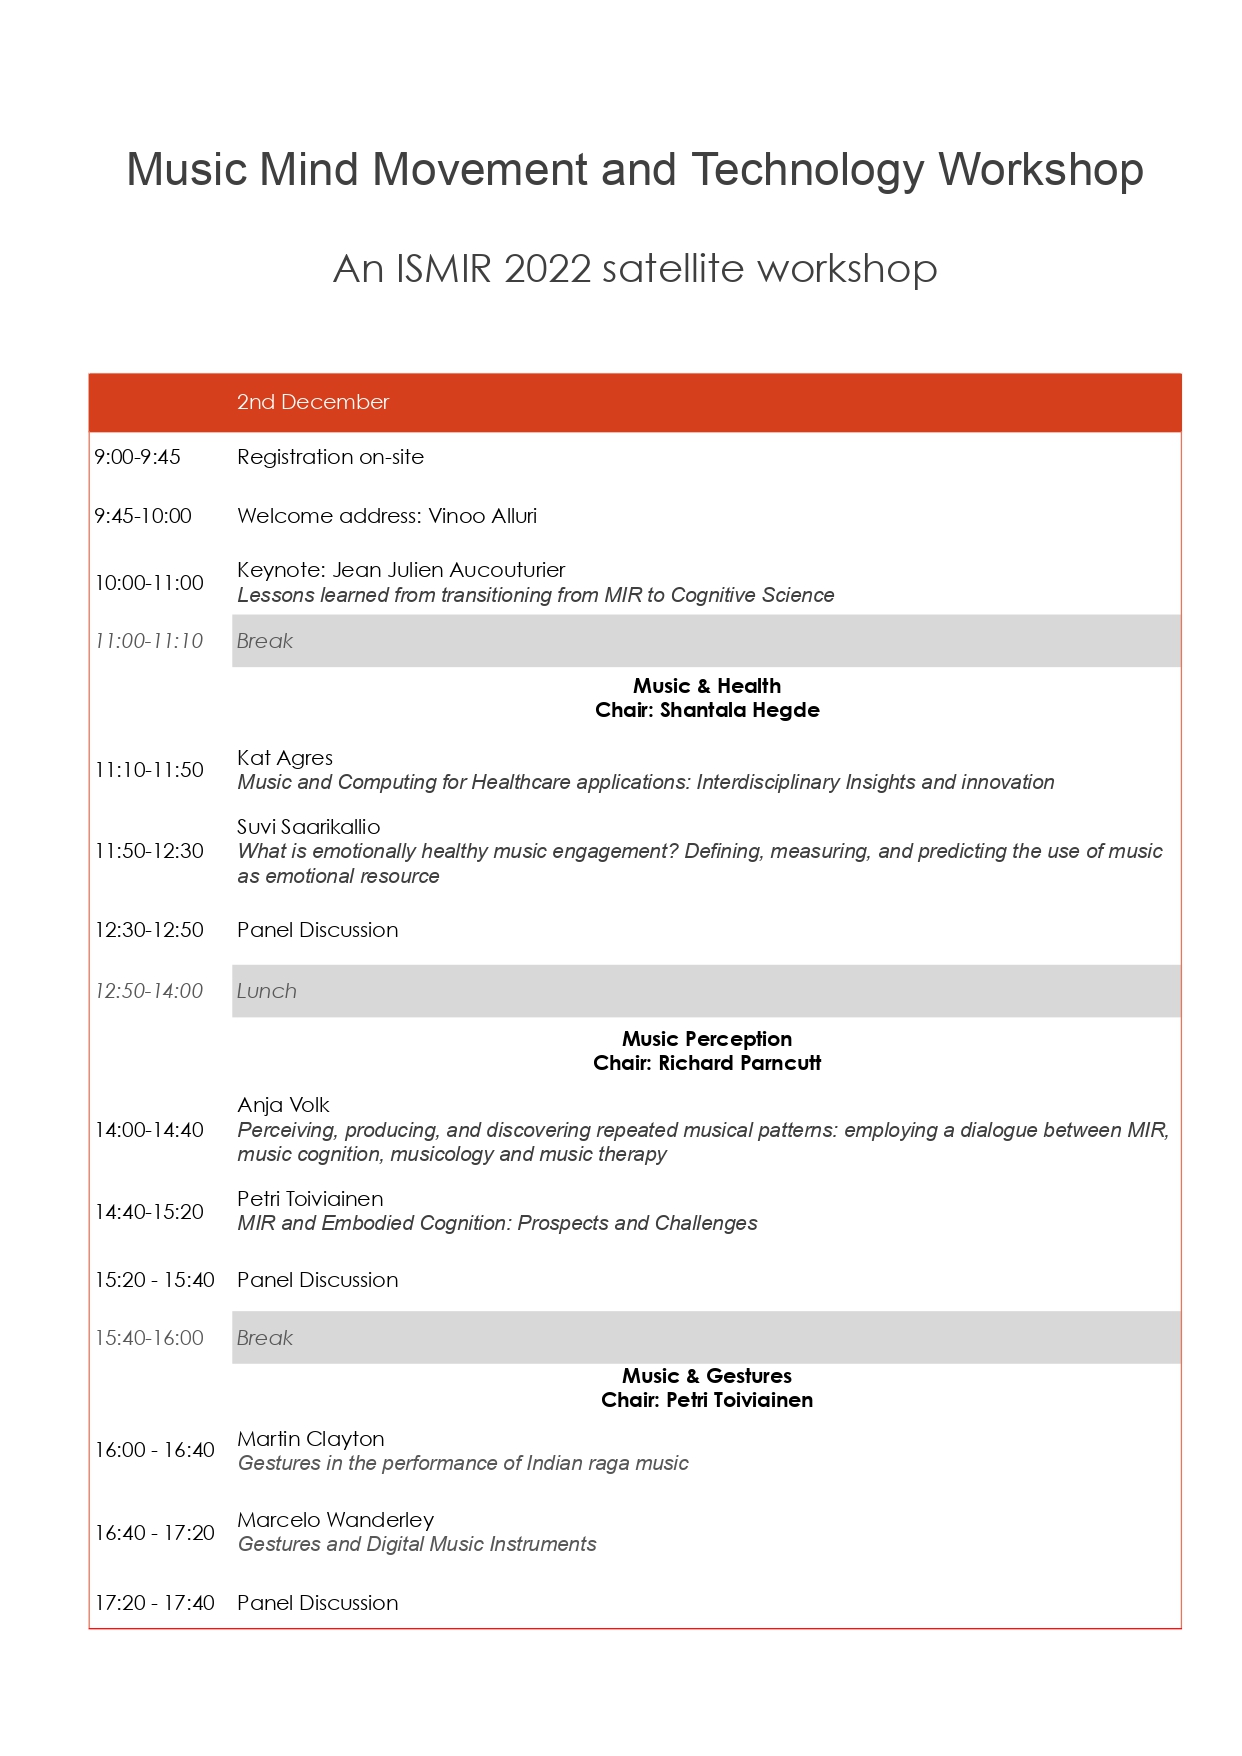 Music Mind Movement and Technology Workshop
An ISMIR 2022 satellite workshop
2nd December
9:00-9:45 Registration on-site
9:45-10:00 Welcome address: Vinoo Alluri
10:00-11:00 Keynote: Jean Julien Aucouturier
Lessons learned from transitioning from MIR to Cognitive Science
11:00-11:10 Break
Music & Health
Chair: Shantala Hegde
11:10-11:50 Kat Agres
Music and Computing for Healthcare applications: Interdisciplinary Insights and innovation
11:50-12:30 Suvi Saarikallio
What is emotionally healthy music engagement? Defining, measuring, and predicting the use of music
as emotional resource
12:30-12:50 Panel Discussion
12:50-14:00 Lunch
Music Perception
Chair: Richard Parncutt
14:00-14:40 Anja Volk
Perceiving, producing, and discovering repeated musical patterns: employing a dialogue between MIR,
music cognition, musicology and music therapy
14:40-15:20 Petri Toiviainen
MIR and Embodied Cognition: Prospects and Challenges
15:20 - 15:40 Panel Discussion
15:40-16:00 Break
Music & Gestures
Chair: Petri Toiviainen
16:00 - 16:40 Martin Clayton
Gestures in the performance of Indian raga music
16:40 - 17:20 Marcelo Wanderley
Gestures and Digital Music Instruments
17:20 - 17:40 Panel Discussion